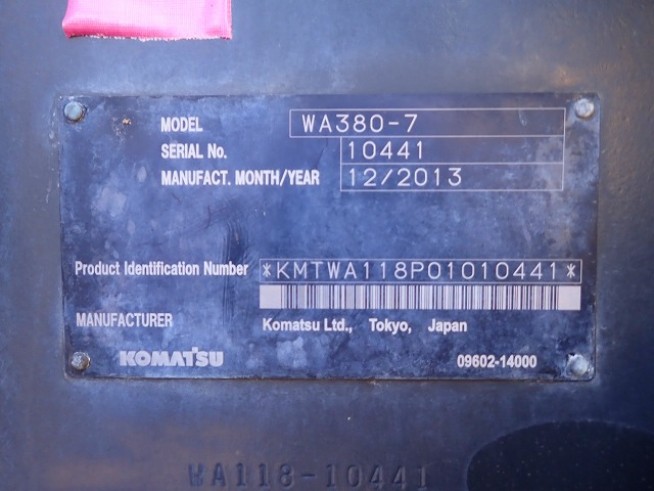 MODEL WA380-7
SERIAL No. 10441
MANUFACT. MONTH/YEAR 12/2013
Product Identification Number *KMTWA118P01010441*
MANUFACTURER Komatsu Ltd., Tokyo, Japan
KOMATSU 09602-14000
WA118-10441